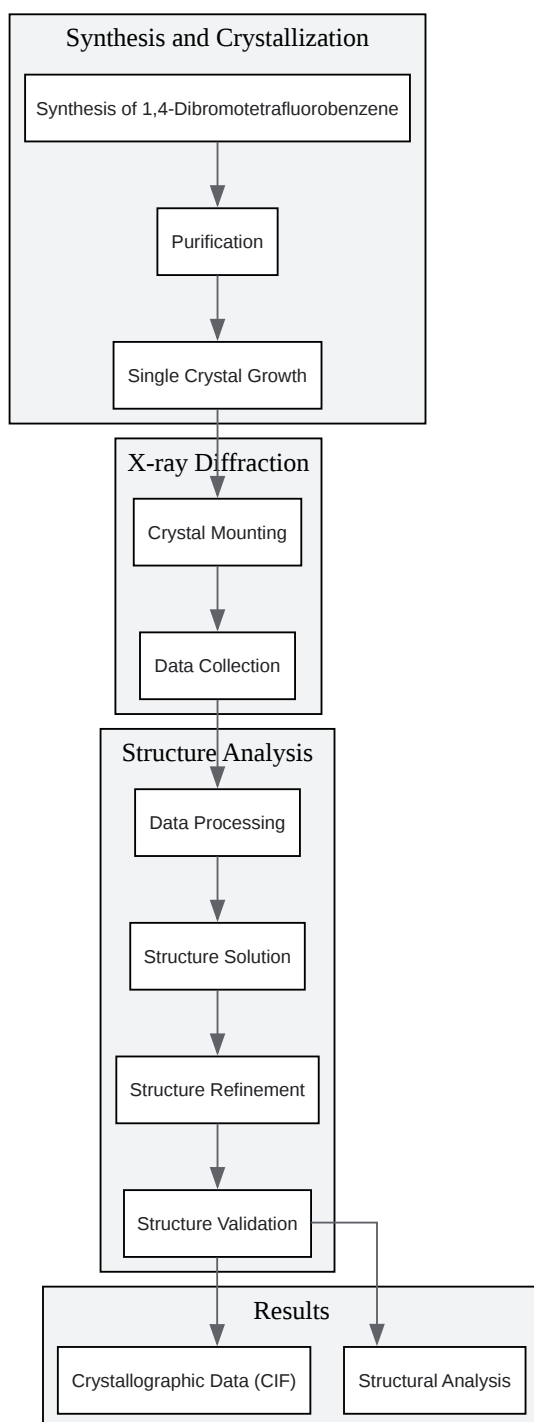 Synthesis and Crystallization
Synthesis of 1,4-Dibromotetrafluorobenzene
Purification
Single Crystal Growth
X-ray Diffraction
Crystal Mounting
Data Collection
Structure Analysis
Data Processing
Structure Solution
Structure Refinement
Structure Validation
Results
Crystallographic Data (CIF)
Structural Analysis